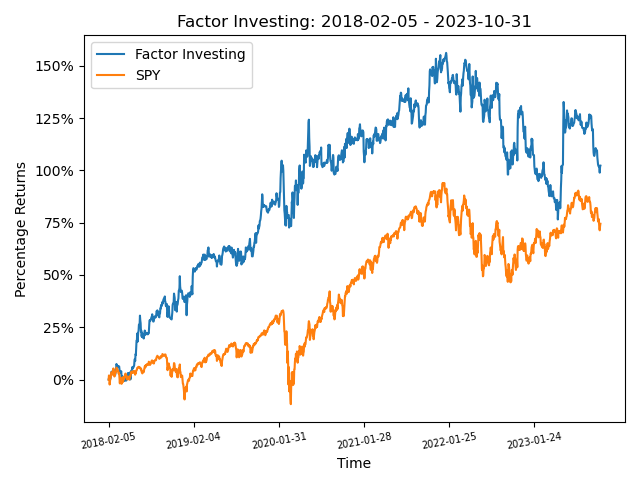 Factor Investing: 2018-02-05 - 2023-10-31
Factor Investing
SPY
Percentage Returns
150%
125%
100%
75%
50%
25%
0%
2018-02-05
2019-02-04
2020-01-31
2021-01-28
2022-01-25
2023-01-24
Time